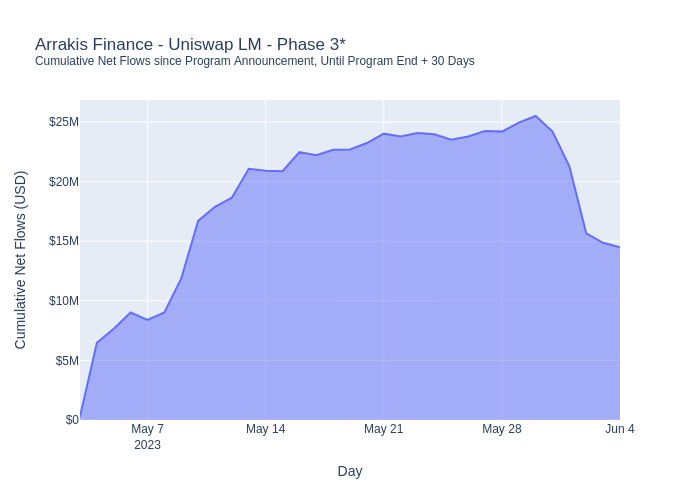 Arrakis Finance - Uniswap LM - Phase 3*
Cumulative Net Flows since Program Announcement, Until Program End + 30 Days
Cumulative Net Flows (USD)
$25M
$20M
$15M
$10M
$5M
$0
May 7
2023
May 14
May 21
May 28
Jun 4
Day